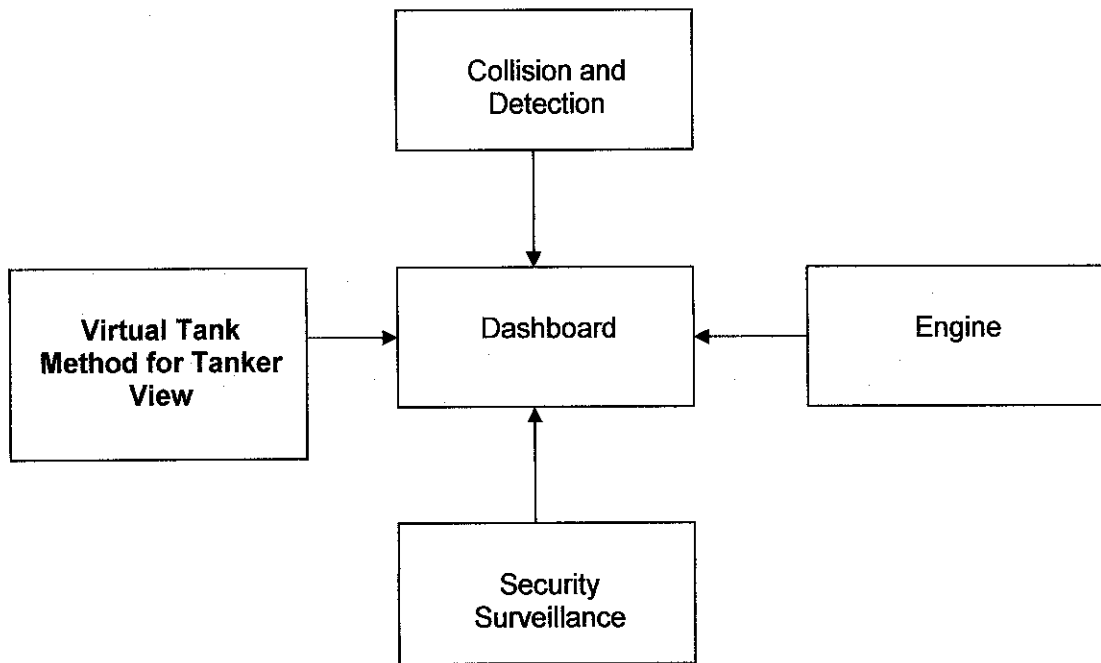 Collision and
Detection
Virtual Tank
Method for Tanker
View
Dashboard
Engine
Security
Surveillance